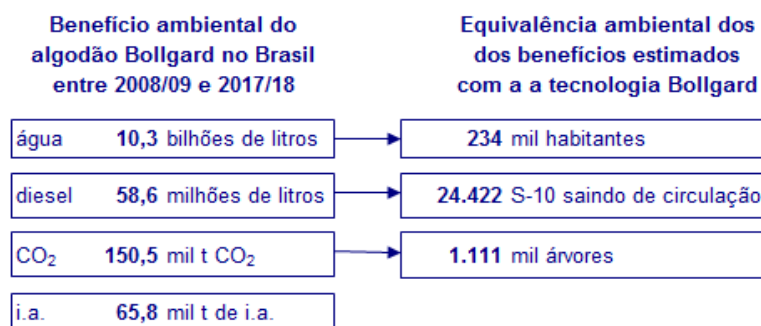 Benefício ambiental do
algodão Bollgard no Brasil
entre 2008/09 e 2017/18
Equivalência ambiental dos
dos benefícios estimados
com a a tecnologia Bollgard
água 10,3 bilhões de litros
234 mil habitantes
diesel 58,6 milhões de litros
24.422 S-10 saindo de circulação
CO₂ 150,5 mil t CO₂
1.111 mil árvores
i.a. 65,8 mil t de i.a.